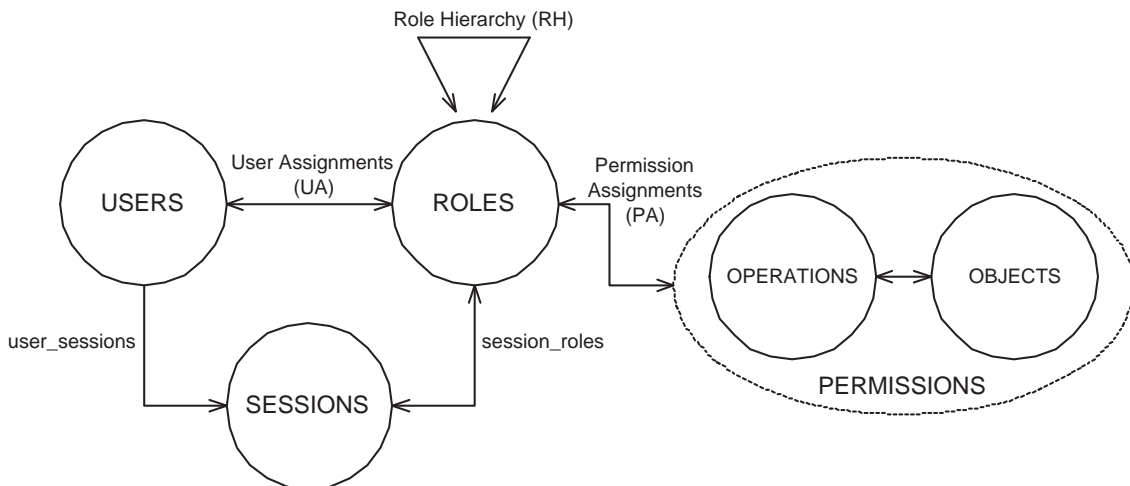 Role Hierarchy (RH)
User Assignments
(UA)
Permission
Assignments
(PA)
USERS
ROLES
OPERATIONS
OBJECTS
user_sessions
session_roles
PERMISSIONS
SESSIONS